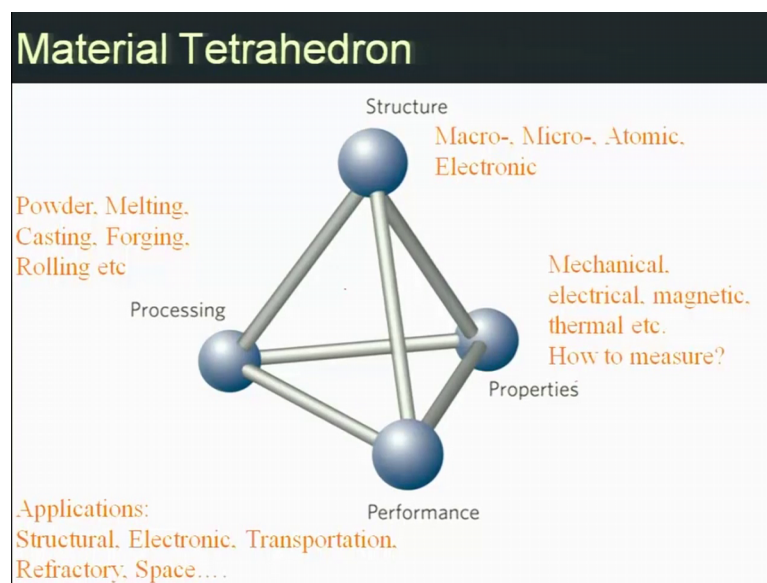 Material Tetrahedron
Structure
Macro-, Micro-, Atomic,
Electronic
Powder, Melting,
Casting, Forging,
Rolling etc
Mechanical,
electrical, magnetic,
thermal etc.
How to measure?
Processing
Properties
Performance
Applications:
Structural, Electronic, Transportation,
Refractory, Space....